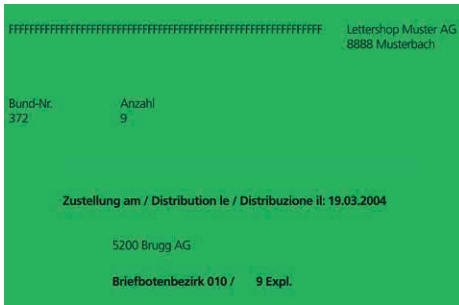 FFFFFFFFFFFFFFFFFFFFFFFFFFFFFFFFFFFFFFFFFFFFFFFFFFFFFFFFFFFFFF Lettershop Muster AG
8888 Musterbach
Bund-Nr. Anzahl
372 9
Zustellung am / Distribution le / Distribuzione il: 19.03.2004
5200 Brugg AG
Briefbotenbezirk 010 / 9 Expl.